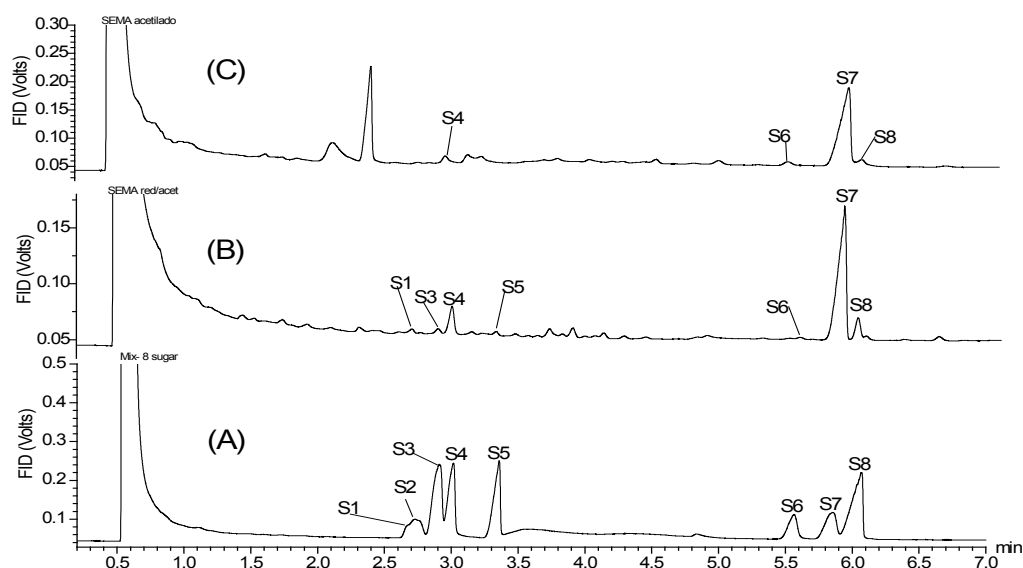 SEMA acetilado
0.30
0.25
0.20
0.15
0.10
0.05
FID (Volts)
(C)
S4
S6
S7
S8
SEMA red/acet
0.15
0.10
0.05
FID (Volts)
(B)
S1
S3
S4
S5
S6
S7
S8
Mix- 8 sugar
0.5
0.4
0.3
0.2
0.1
FID (Volts)
(A)
S1
S2
S3
S4
S5
S6
S7
S8
0.5 1.0 1.5 2.0 2.5 3.0 3.5 4.0 4.5 5.0 5.5 6.0 6.5 7.0 min